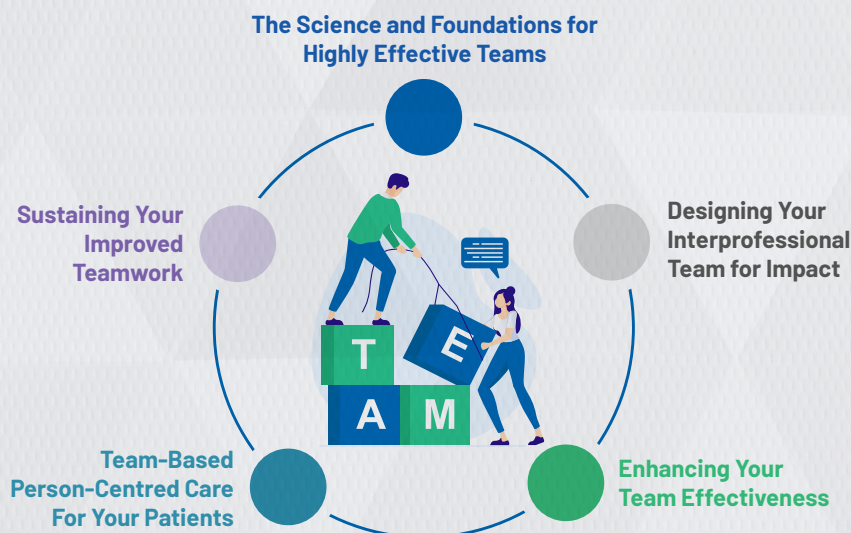 The Science and Foundations for
Highly Effective Teams
Designing Your
Interprofessional
Team for Impact
Enhancing Your
Team Effectiveness
Team-Based
Person-Centred Care
For Your Patients
Sustaining Your
Improved
Teamwork
T
E
A
M